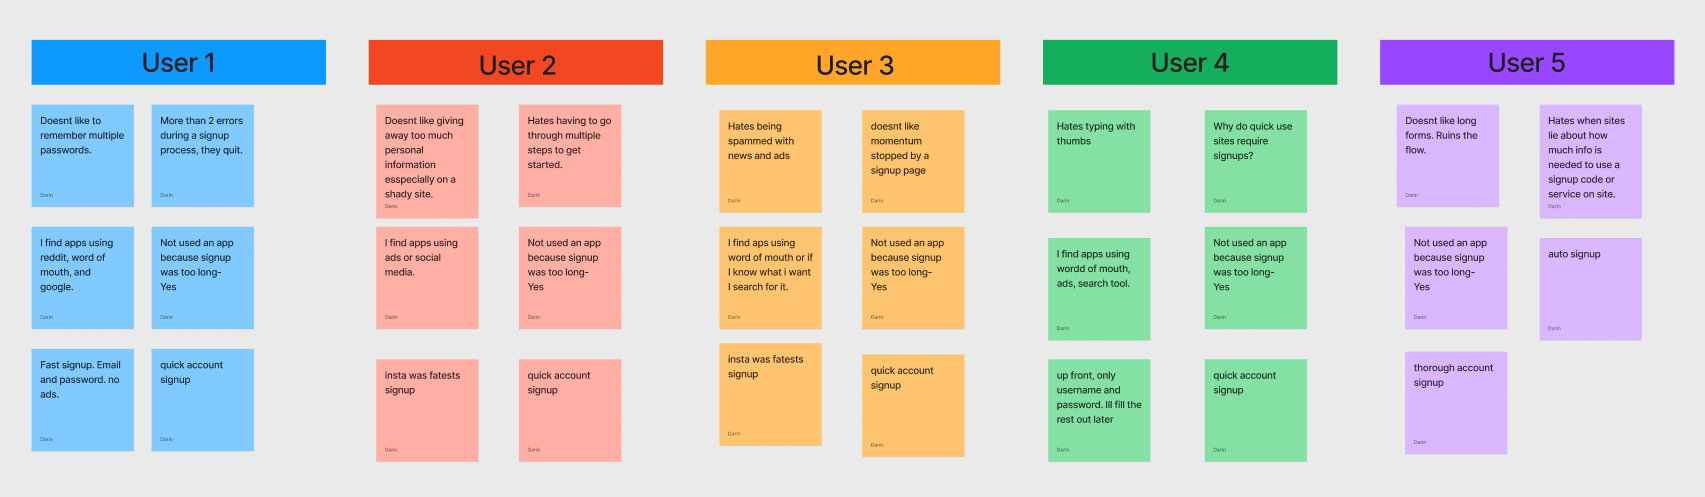 User 1
Doesnt like to
remember multiple
passwords.
Darin
More than 2 errors
during a signup
process, they quit.
Darin
I find apps using
reddit, word of
mouth, and
google.
Darin
Not used an app
because signup
was too long-
Yes
Darin
Fast signup. Email
and password. no
ads.
Darin
quick account
signup
Darin
User 2
Doesnt like giving
away too much
personal
information
esspecially on a
shady site.
Darin
Hates having to go
through multiple
steps to get
started.
Darin
I find apps using
ads or social
media.
Darin
Not used an app
because signup
was too long-
Yes
Darin
insta was fatests
signup
Darin
quick account
signup
Darin
User 3
Hates being
spammed with
news and ads
Darin
doesnt like
momentum
stopped by a
signup page
Darin
I find aps using
word of mouth or if
I know what i want
I search for it.
Darin
Not used an app
because signup
was too long-
Yes
Darin
insta was fatests
signup
Darin
quick account
signup
Darin
User 4
Hates typing with
thumbs
Darin
Why do quick use
sites require
signups?
Darin
I find apps using
wordd of mouth,
ads, search tool.
Darin
Not used an app
because signup
was too long-
Yes
Darin
up front, only
username and
password. Ill fill the
rest out later
Darin
quick account
signup
Darin
User 5
Doesnt like long
forms. Ruins the
flow.
Darin
Hates when sites
lie about how
much info is
needed to use a
signup code or
service on site.
Darin
Not used an app
because signup
was too long-
Yes
Darin
auto signup
Darin
thorough account
signup
Darin